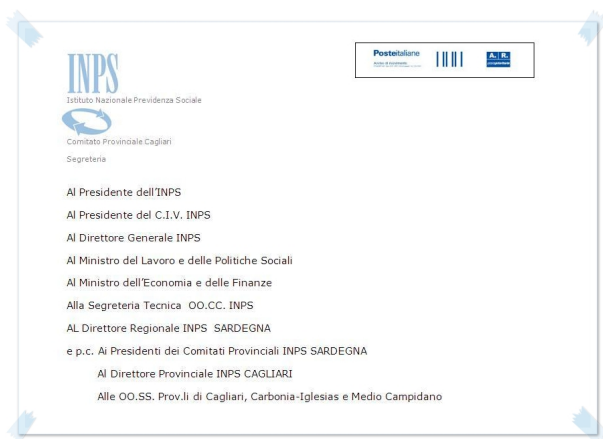 INPS
Istituto Nazionale Previdenza Sociale
Comitato Provinciale Cagliari
Segreteria
Posteitaliane
A. R.
Al Presidente dell'INPS
Al Presidente del C.I.V. INPS
Al Direttore Generale INPS
Al Ministro del Lavoro e delle Politiche Sociali
Al Ministro dell'Economia e delle Finanze
Alla Segreteria Tecnica OO.CC. INPS
AL Direttore Regionale INPS SARDEGNA
e p.c. Ai Presidenti dei Comitati Provinciali INPS SARDEGNA
Al Direttore Provinciale INPS CAGLIARI
Alle OO.SS. Prov.li di Cagliari, Carbonia-Iglesias e Medio Campidano